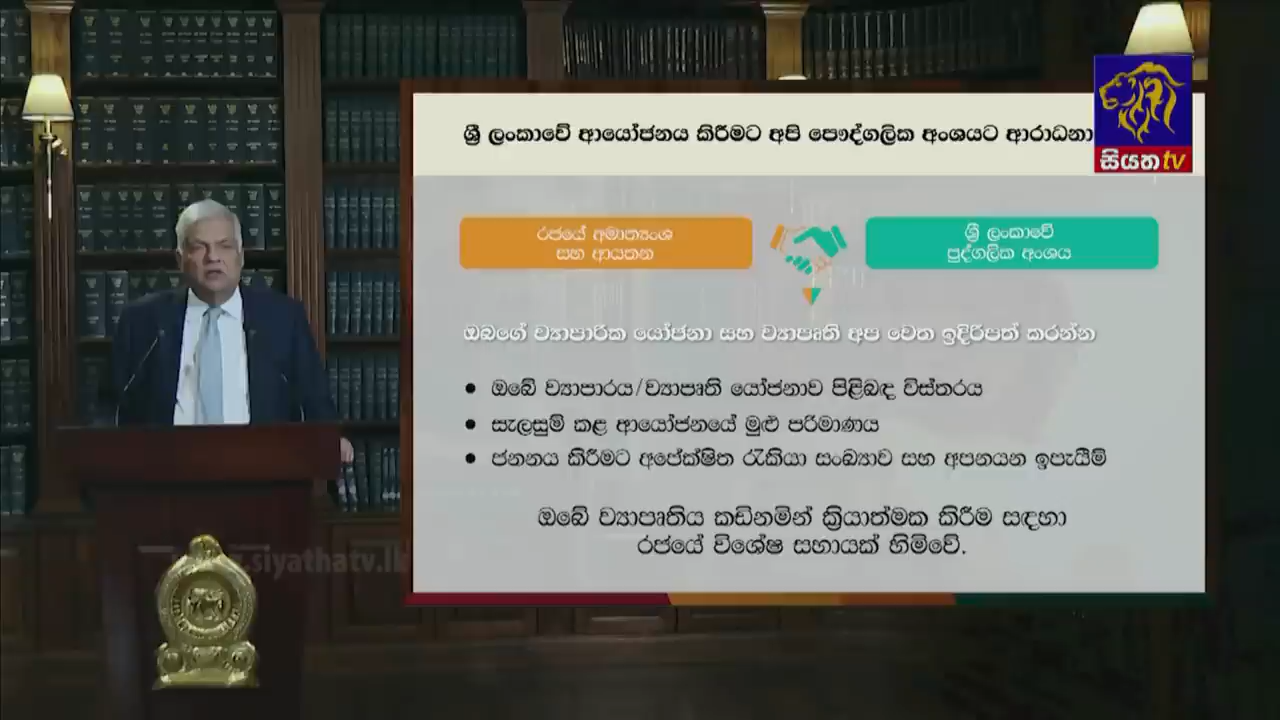 ශ්‍රී ලංකාවේ ආයෝජනය කිරීමට අපි පෞද්ගලික අංශයට ආරාධනා
සියත tv
රජයේ අමාත්‍යංශ
සහ ආයතන
ශ්‍රී ලංකාවේ
පුද්ගලික අංශය
ඔබගේ ව්‍යාපාරික යෝජනා සහ ව්‍යාපෘති අප වෙත ඉදිරිපත් කරන්න
● ඔබේ ව්‍යාපාරය/ව්‍යාපෘති යෝජනාව පිළිබඳ විස්තරය
● සැලසුම් කළ ආයෝජනයේ මුළු පරිමාණය
● ජනනය කිරීමට අපේක්ෂිත රැකියා සංඛ්‍යාව සහ අපනයන ඉපැයීම්
ඔබේ ව්‍යාපෘතිය කඩිනමින් ක්‍රියාත්මක කිරීම සඳහා
රජයේ විශේෂ සහායක් හිමිවේ.
.siyathatv.lk